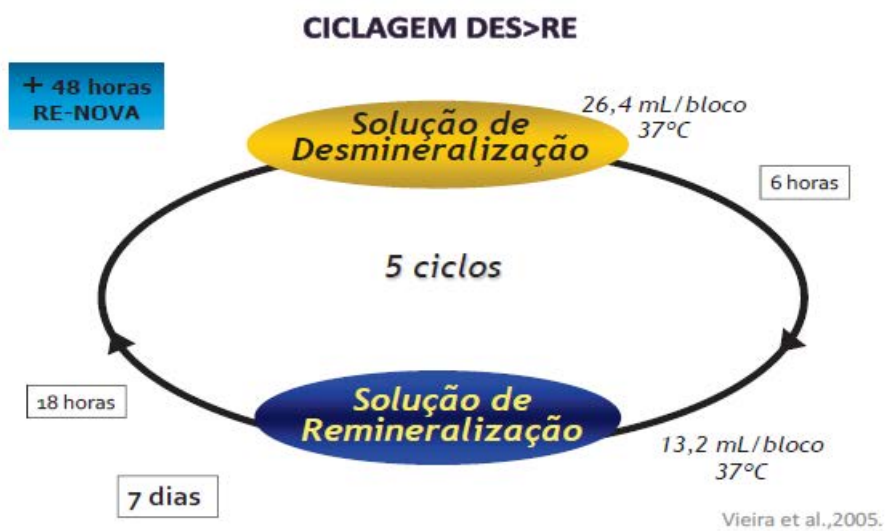 CICLAGEM DES>RE
+ 48 horas
RE-NOVA
26,4 mL/bloco
37°C
Solução de
Desmineralização
6 horas
5 ciclos
18 horas
Solução de
Remineralização
13,2 mL/bloco
37°C
7 dias
Vieira et al.,2005.